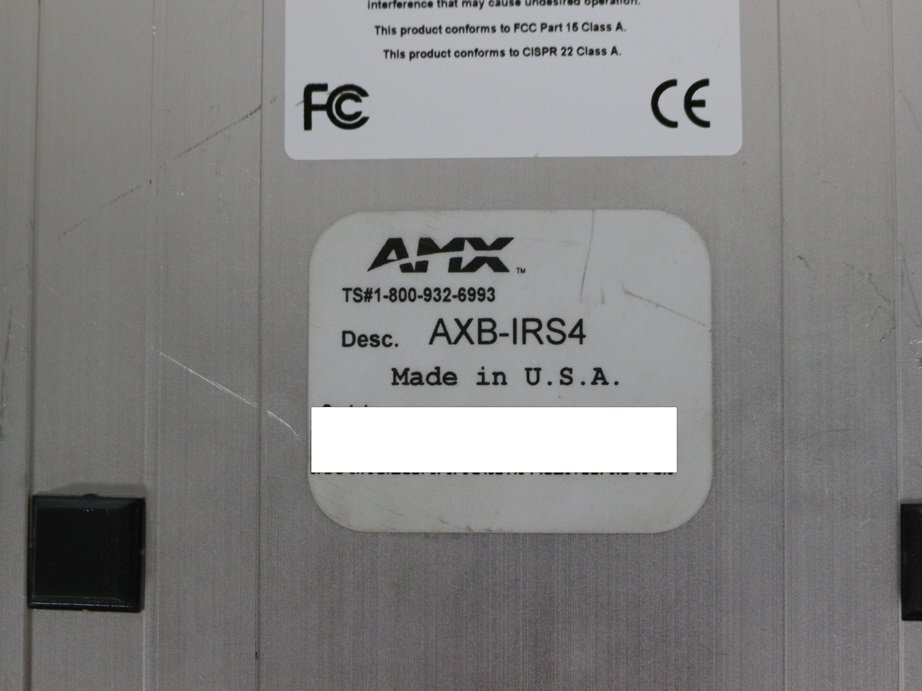 interference that may cause undesired operation.
This product conforms to FCC Part 15 Class A.
This product conforms to CISPR 22 Class A.
FC CE
AMX™
TS#1-800-932-6993
Desc. AXB-IRS4
Made in U.S.A.